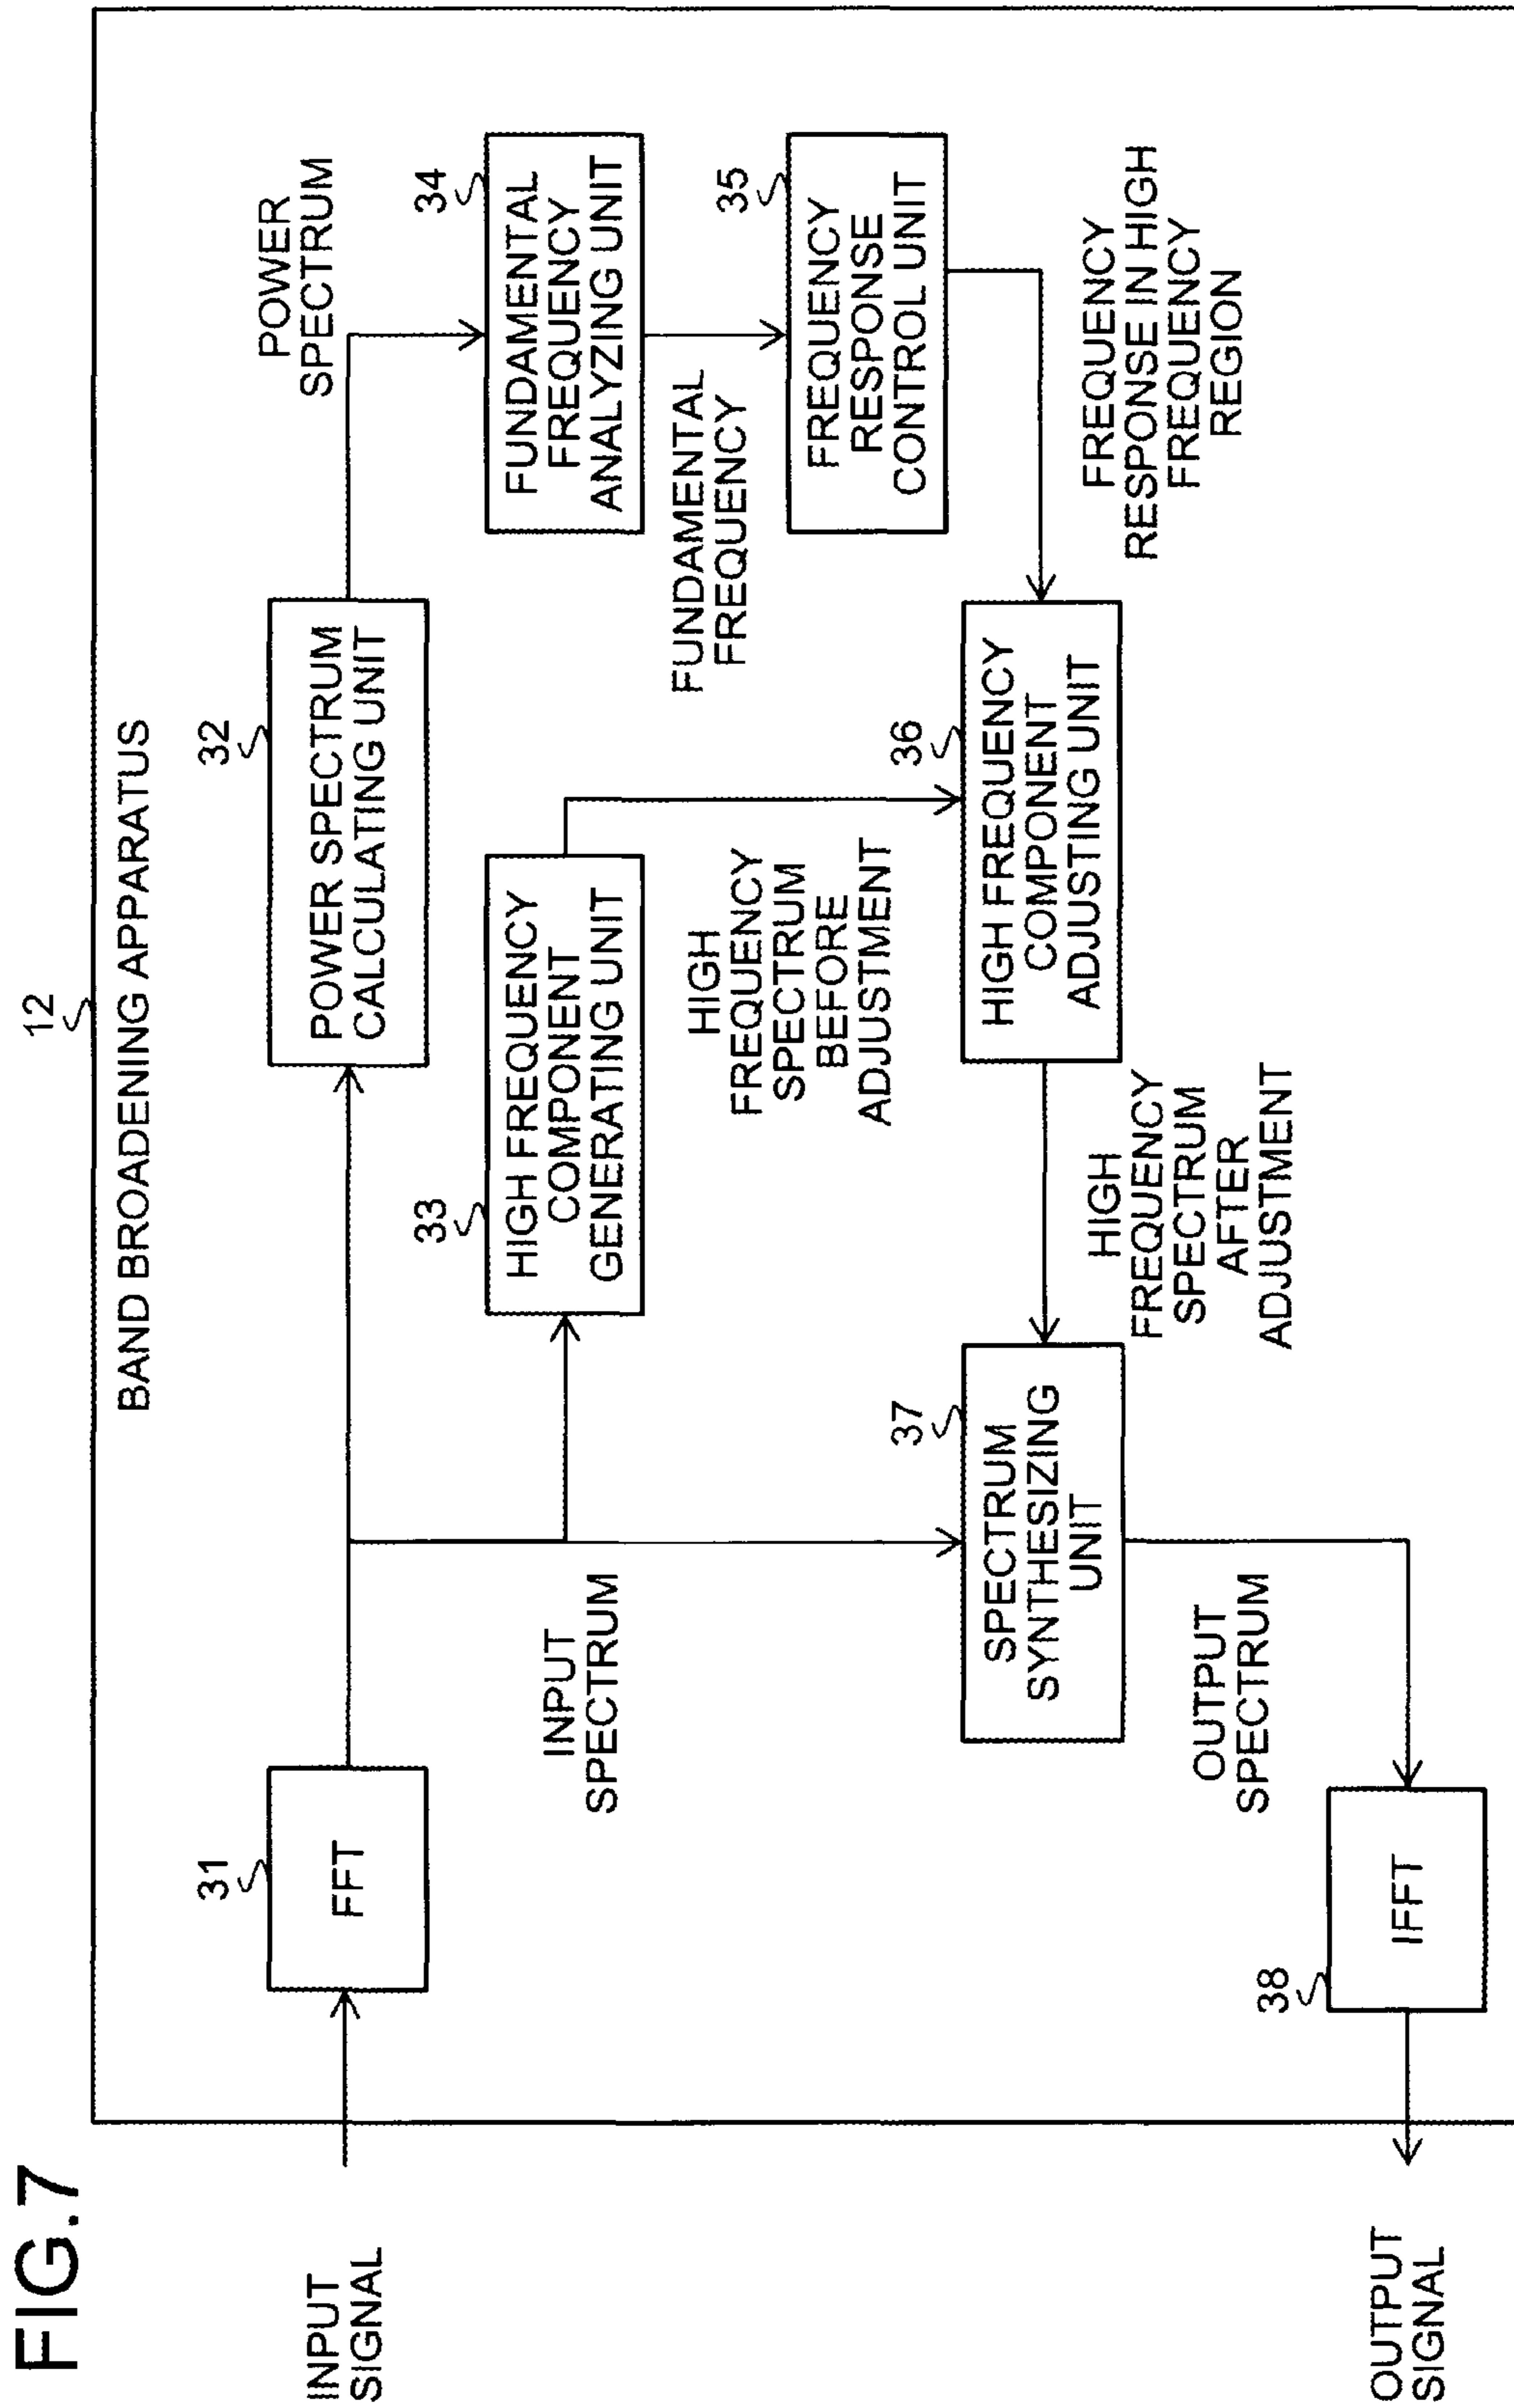 FIG.7
12
BAND BROADENING APPARATUS
INPUT
SIGNAL
31
FFT
32
POWER SPECTRUM
CALCULATING UNIT
POWER
SPECTRUM
INPUT
SPECTRUM
33
HIGH FREQUENCY
COMPONENT
GENERATING UNIT
34
FUNDAMENTAL
FREQUENCY
ANALYZING UNIT
FUNDAMENTAL
FREQUENCY
HIGH
FREQUENCY
SPECTRUM
BEFORE
ADJUSTMENT
35
FREQUENCY
RESPONSE
CONTROL UNIT
37
SPECTRUM
SYNTHESIZING
UNIT
36
HIGH FREQUENCY
COMPONENT
ADJUSTING UNIT
HIGH
FREQUENCY
SPECTRUM
AFTER
ADJUSTMENT
FREQUENCY
RESPONSE IN HIGH
FREQUENCY
REGION
OUTPUT
SPECTRUM
38
IFFT
OUTPUT
SIGNAL